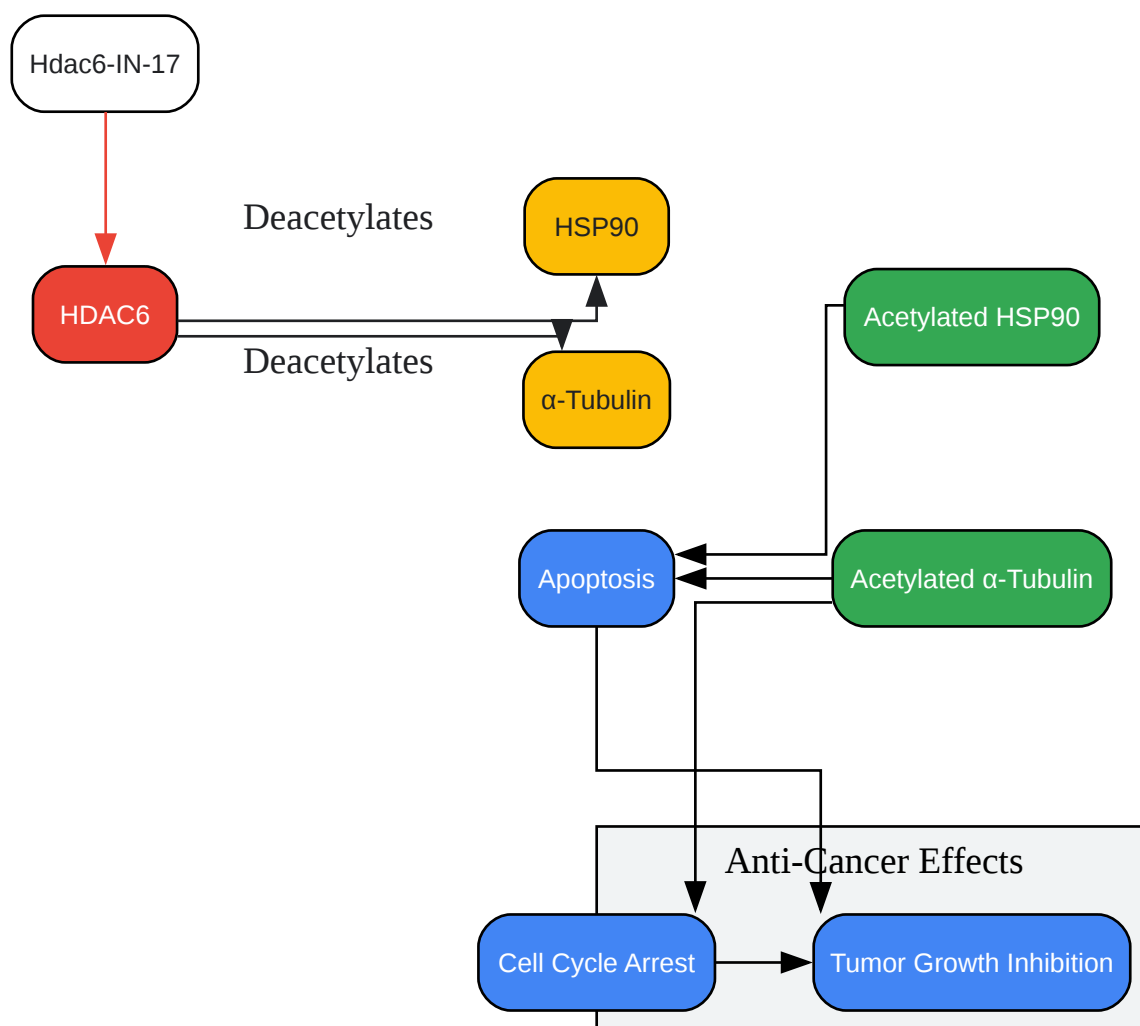 Hdac6-IN-17
Deacetylates
HSP90
HDAC6
Acetylated HSP90
Deacetylates
α-Tubulin
Apoptosis
Acetylated α-Tubulin
Anti-Cancer Effects
Cell Cycle Arrest
Tumor Growth Inhibition